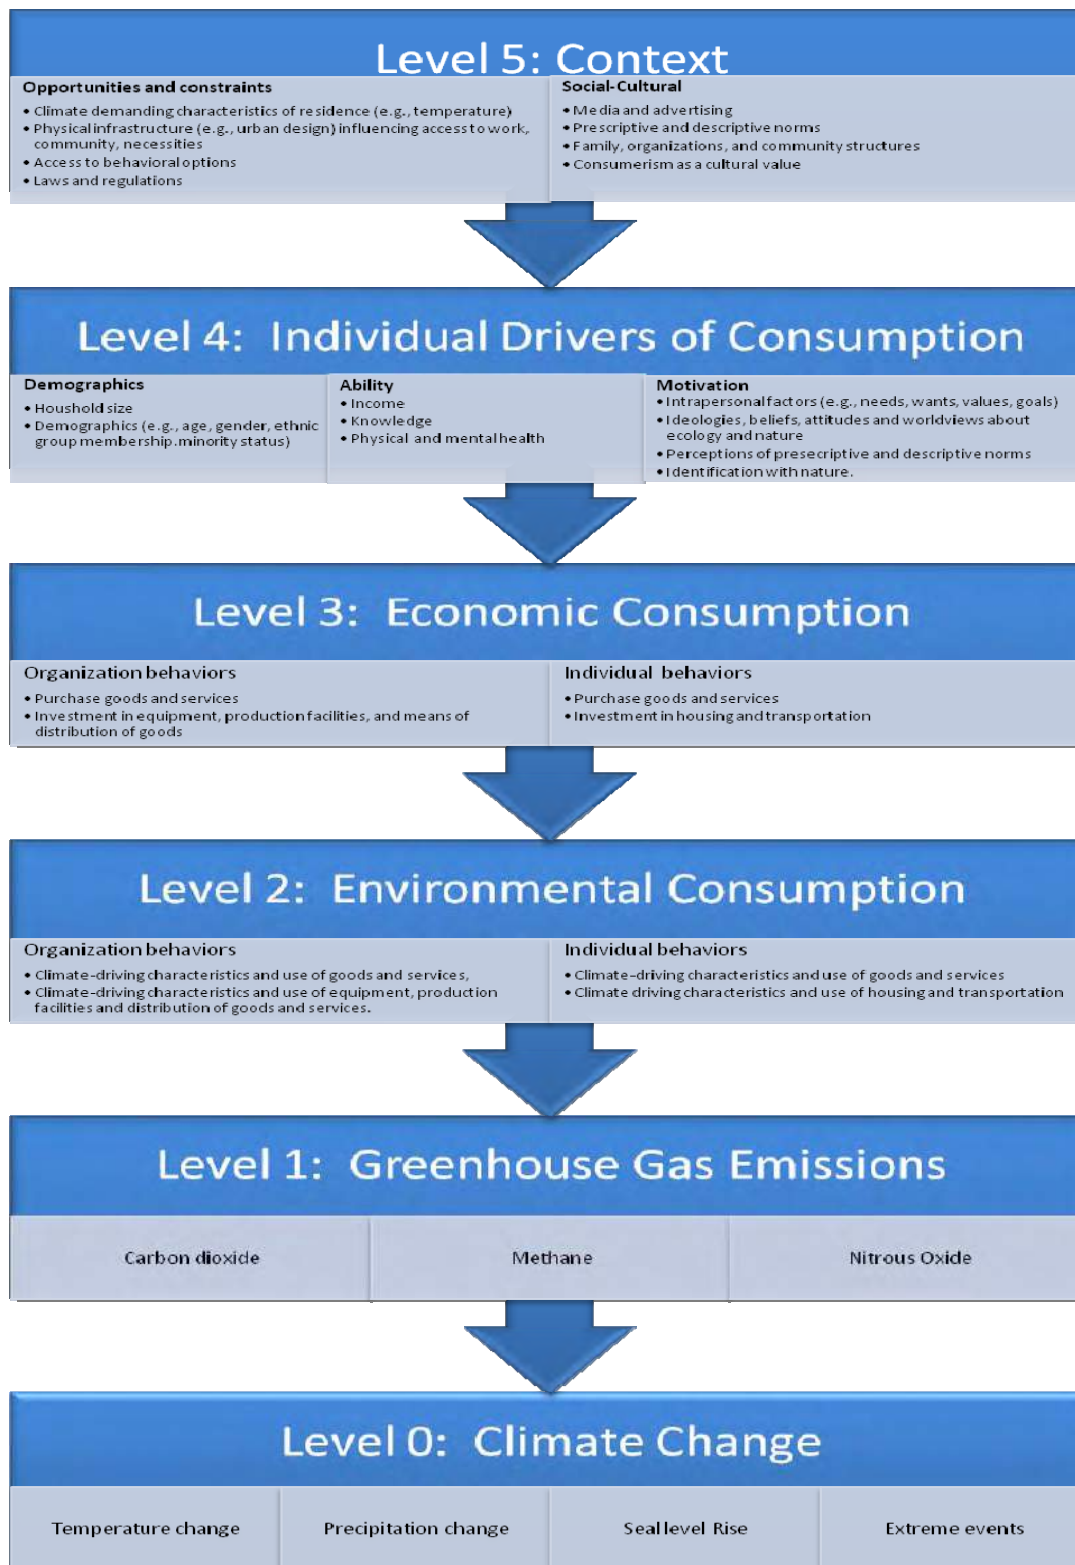 Level 5: Context
Opportunities and constraints
• Climate demanding characteristics of residence (e.g., temperature)
• Physical infrastructure (e.g., urban design) influencing access to work,
community, necessities
• Access to behavioral options
• Laws and regulations
Social-Cultural
• Media and advertising
• Prescriptive and descriptive norms
• Family, organizations, and community structures
• Consumerism as a cultural value
Level 4: Individual Drivers of Consumption
Demographics
• Houshold size
• Demographics (e.g., age, gender, ethnic
group membership.minority status)
Ability
• Income
• Knowledge
• Physical and mental health
Motivation
• Intrapersonal factors (e.g., needs, wants, values, goals)
• Ideologies, beliefs, attitudes and worldviews about
ecology and nature
• Perceptions of presecriptive and descriptive norms
• Identification with nature.
Level 3: Economic Consumption
Organization behaviors
• Purchase goods and services
• Investment in equipment, production facilities, and means of
distribution of goods
Individual behaviors
• Purchase goods and services
• Investment in housing and transportation
Level 2: Environmental Consumption
Organization behaviors
• Climate-driving characteristics and use of goods and services,
• Climate-driving characteristics and use of equipment, production
facilities and distribution of goods and services.
Individual behaviors
• Climate-driving characteristics and use of goods and services
• Climate driving characteristics and use of housing and transportation
Level 1: Greenhouse Gas Emissions
Carbon dioxide
Methane
Nitrous Oxide
Level 0: Climate Change
Temperature change
Precipitation change
Seal level Rise
Extreme events